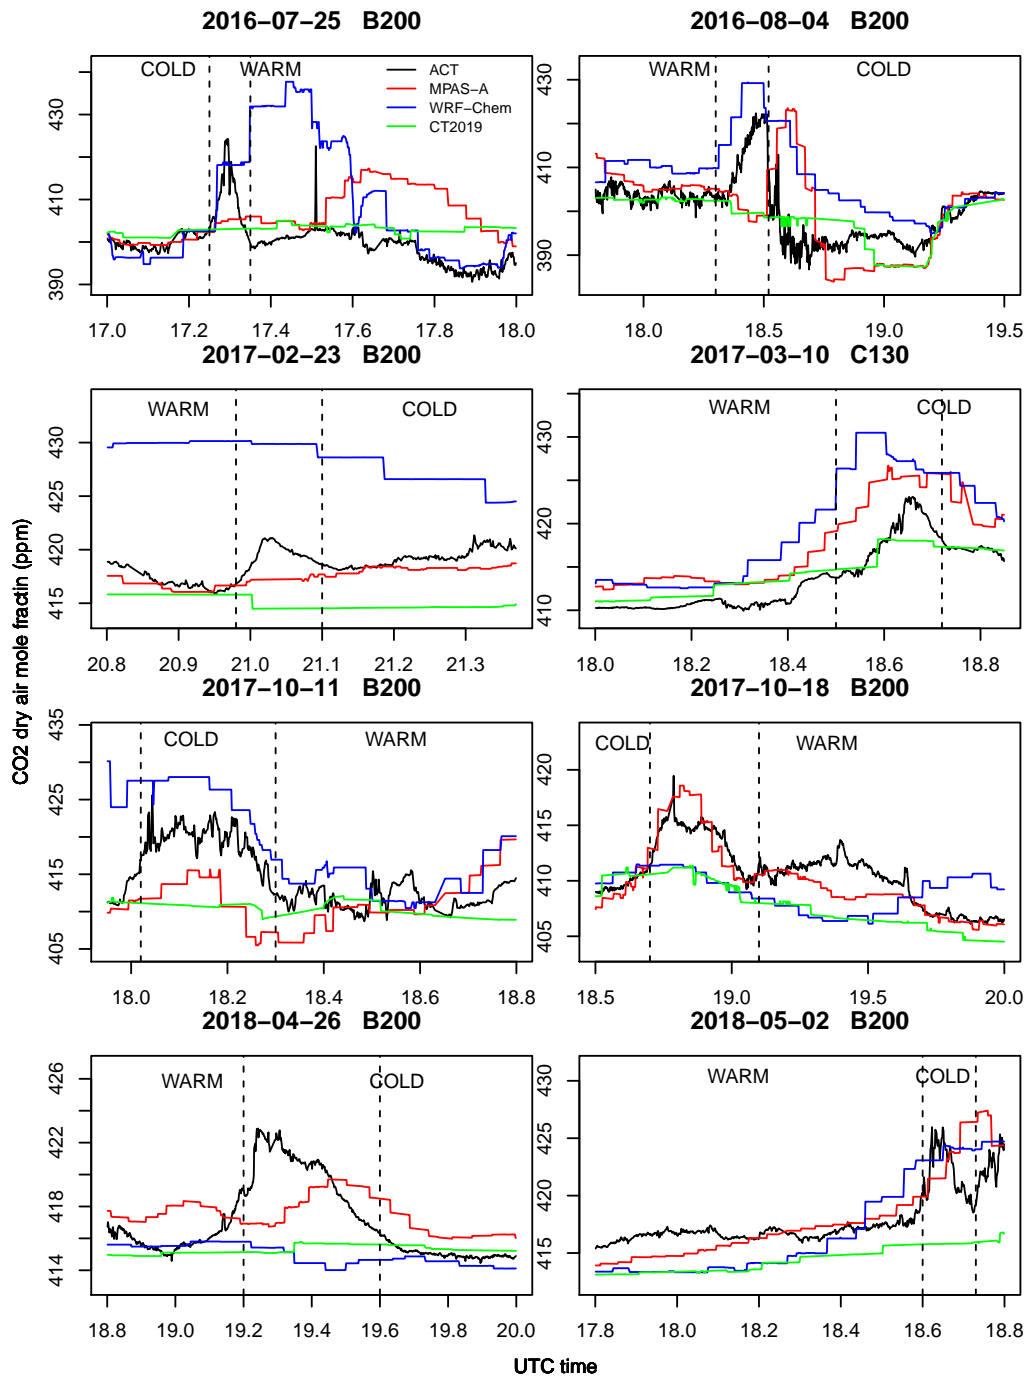 2016−07−25 B200
COLD WARM
ACT
MPAS−A
WRF−Chem
CT2019
390 410 430
17.0 17.2 17.4 17.6 17.8 18.0
2016−08−04 B200
WARM COLD
390 410 430
18.0 18.5 19.0 19.5
2017−02−23 B200
WARM COLD
415 420 425 430
20.8 20.9 21.0 21.1 21.2 21.3
2017−03−10 C130
WARM COLD
410 420 430
18.0 18.2 18.4 18.6 18.8
2017−10−11 B200
COLD WARM
405 415 425 435
18.0 18.2 18.4 18.6 18.8
2017−10−18 B200
COLD WARM
405 410 415 420
18.5 19.0 19.5 20.0
2018−04−26 B200
WARM COLD
414 418 422 426
18.8 19.0 19.2 19.4 19.6 19.8 20.0
2018−05−02 B200
WARM COLD
415 420 425 430
17.8 18.0 18.2 18.4 18.6 18.8
CO2 dry air mole fractin (ppm)
UTC time